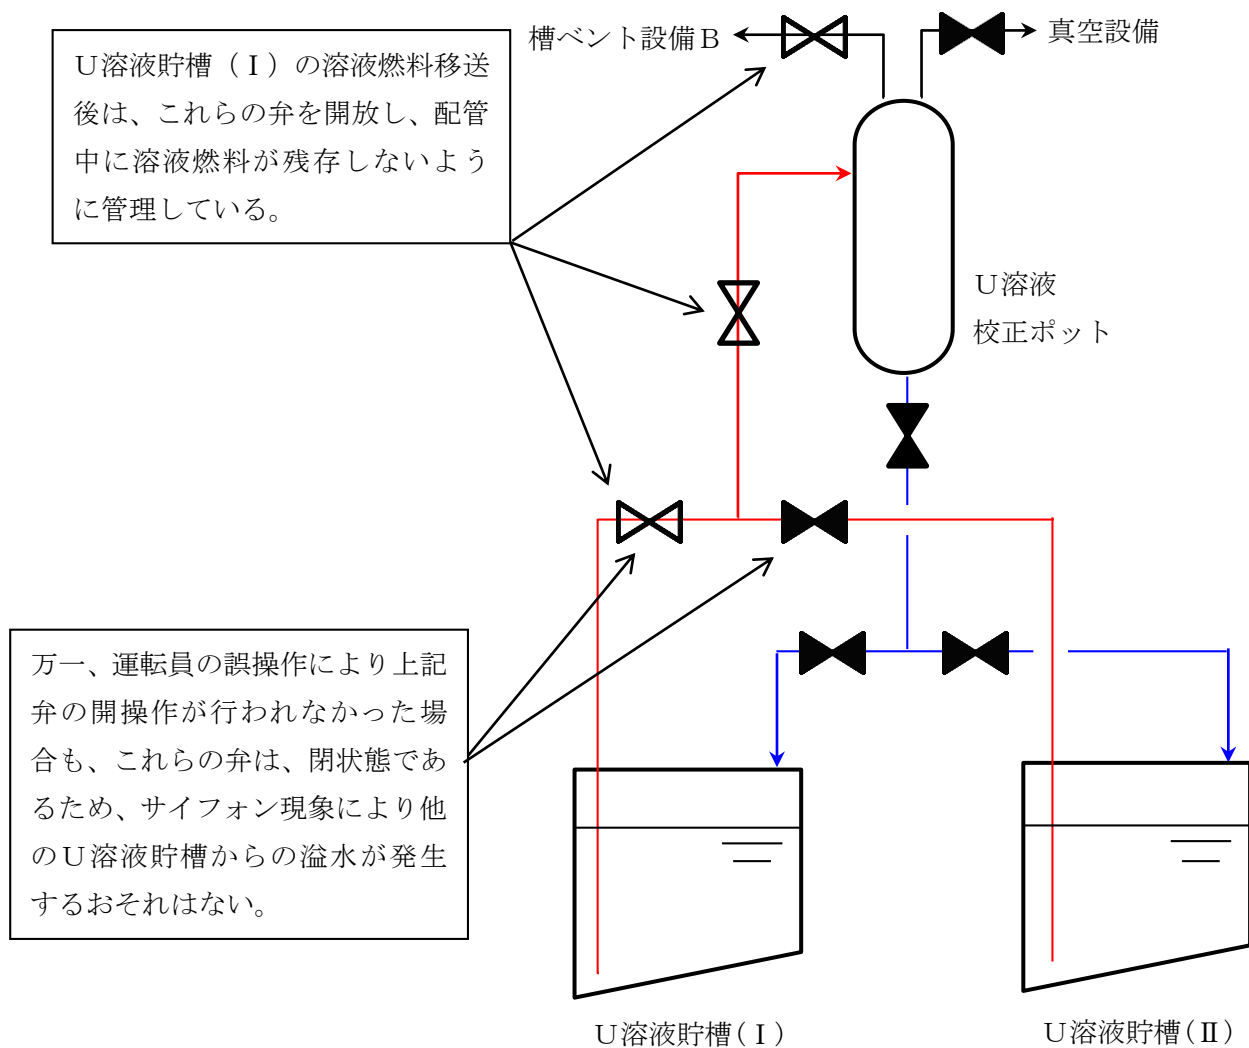 槽ベント設備Ｂ
真空設備
Ｕ溶液貯槽（Ⅰ）の溶液燃料移送
後は、これらの弁を開放し、配管
中に溶液燃料が残存しないよう
に管理している。
Ｕ溶液
校正ポット
万一、運転員の誤操作により上記
弁の開操作が行われなかった場
合も、これらの弁は、閉状態であ
るため、サイフォン現象により他
のＵ溶液貯槽からの溢水が発生
するおそれはない。
Ｕ溶液貯槽(Ⅰ)
Ｕ溶液貯槽(Ⅱ)